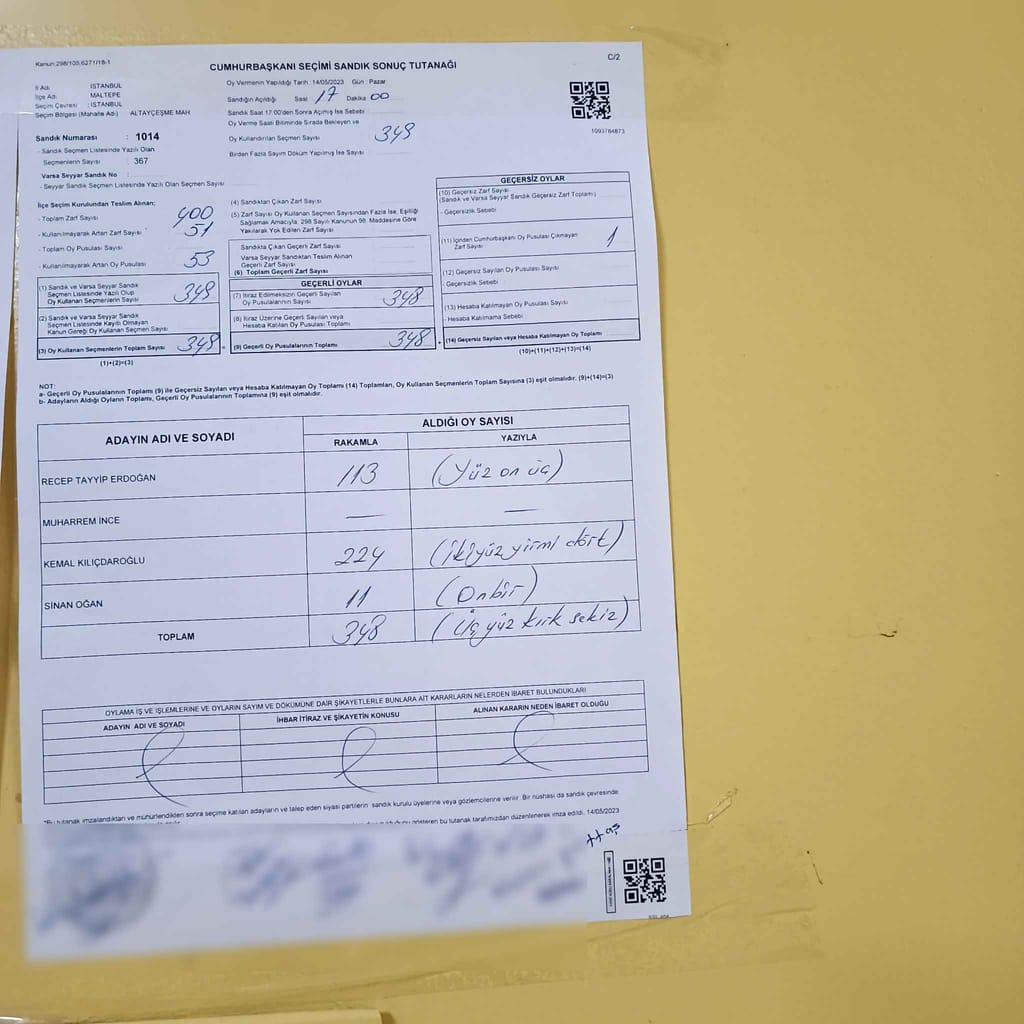 Kanun:298/105,6271/18-1
C/2
CUMHURBAŞKANI SEÇİMİ SANDIK SONUÇ TUTANAĞI
İl Adı : İSTANBUL
İlçe Adı : MALTEPE
Seçim Çevresi : İSTANBUL
Seçim Bölgesi (Mahalle Adı) ALTAYÇEŞME MAH
Oy Vermenin Yapıldığı Tarih :14/05/2023 Gün : Pazar
Sandığın Açıldığı Saat 17 Dakika 00
Sandık Saat 17:00'den Sonra Açılmış İse Sebebi
Oy Verme Saati Bitiminde Sırada Bekleyen ve
Oy Kullandırılan Seçmen Sayısı 348
Birden Fazla Sayım Döküm Yapılmış İse Sayısı
1093784873
Sandık Numarası : 1014
- Sandık Seçmen Listesinde Yazılı Olan
Seçmenlerin Sayısı : 367
Varsa Seyyar Sandık No :
- Seyyar Sandık Seçmen Listesinde Yazılı Olan Seçmen Sayısı
İlçe Seçim Kurulundan Teslim Alınan;
- Toplam Zarf Sayısı 400
- Kullanılmayarak Artan Zarf Sayısı 51
- Toplam Oy Pusulası Sayısı
- Kullanılmayarak Artan Oy Pusulası 53
(1) Sandık ve Varsa Seyyar Sandık
Seçmen Listesinde Yazılı Olup
Oy Kullanan Seçmenlerin Sayısı 348
(2) Sandık ve Varsa Seyyar Sandık
Seçmen Listesinde Kayıtlı Olmayan
Kanun Gereği Oy Kullanan Seçmen Sayısı
(3) Oy Kullanan Seçmenlerin Toplam Sayısı 348
(1)+(2)=(3)
(4) Sandıktan Çıkan Zarf Sayısı
(5) Zarf Sayısı Oy Kullanan Seçmen Sayısından Fazla İse, Eşitliği
Sağlamak Amacıyla, 298 Sayılı Kanunun 98. Maddesine Göre
Yakılarak Yok Edilen Zarf Sayısı
Sandıkta Çıkan Geçerli Zarf Sayısı
Varsa Seyyar Sandıktan Teslim Alınan
Geçerli Zarf Sayısı
(6) Toplam Geçerli Zarf Sayısı
GEÇERLİ OYLAR
(7) İtiraz Edilmeksizin Geçerli Sayılan
Oy Pusulalarının Sayısı 348
(8) İtiraz Üzerine Geçerli Sayılan veya
Hesaba Katılan Oy Pusulası Toplamı
(9) Geçerli Oy Pusulalarının Toplamı 348
GEÇERSİZ OYLAR
(10) Geçersiz Zarf Sayısı
(Sandık ve Varsa Seyyar Sandık Geçersiz Zarf Toplamı)
- Geçersizlik Sebebi
(11) İçinden Cumhurbaşkanı Oy Pusulası Çıkmayan
Zarf Sayısı 1
(12) Geçersiz Sayılan Oy Pusulası Sayısı
- Geçersizlik Sebebi
(13) Hesaba Katılmayan Oy Pusulası Sayısı
- Hesaba Katılmama Sebebi
(14) Geçersiz Sayılan veya Hesaba Katılmayan Oy Toplamı
(10)+(11)+(12)+(13)=(14)
NOT:
a- Geçerli Oy Pusulalarının Toplamı (9) ile Geçersiz Sayılan veya Hesaba Katılmayan Oy Toplamı (14) Toplamları, Oy Kullanan Seçmenlerin Toplam Sayısına (3) eşit olmalıdır. (9)+(14)=(3)
b- Adayların Aldığı Oyların Toplamı, Geçerli Oy Pusulalarının Toplamına (9) eşit olmalıdır.
ADAYIN ADI VE SOYADI
ALDIĞI OY SAYISI
RAKAMLA YAZIYLA
RECEP TAYYİP ERDOĞAN 113 (Yüz on üç)
MUHARREM İNCE — —
KEMAL KILIÇDAROĞLU 224 (ikiyüz yirmi dört)
SİNAN OĞAN 11 (Onbir)
TOPLAM 348 (üçyüz kırk sekiz)
OYLAMA İŞ VE İŞLEMLERİNE VE OYLARIN SAYIM VE DÖKÜMÜNE DAİR ŞİKAYETLERLE BUNLARA AİT KARARLARIN NELERDEN İBARET BULUNDUKLARI
ADAYIN ADI VE SOYADI İHBAR İTİRAZ VE ŞİKAYETİN KONUSU ALINAN KARARIN NEDEN İBARET OLDUĞU
*Bu tutanak imzalandıktan ve mühürlendikten sonra seçime katılan adayların ve talep eden siyasi partilerin sandık kurulu üyelerine veya gözlemcilerine verilir. Bir nüshası da sandık çevresinde
gösteren bu tutanak tarafımızdan düzenlenerek imza edildi. 14/05/2023